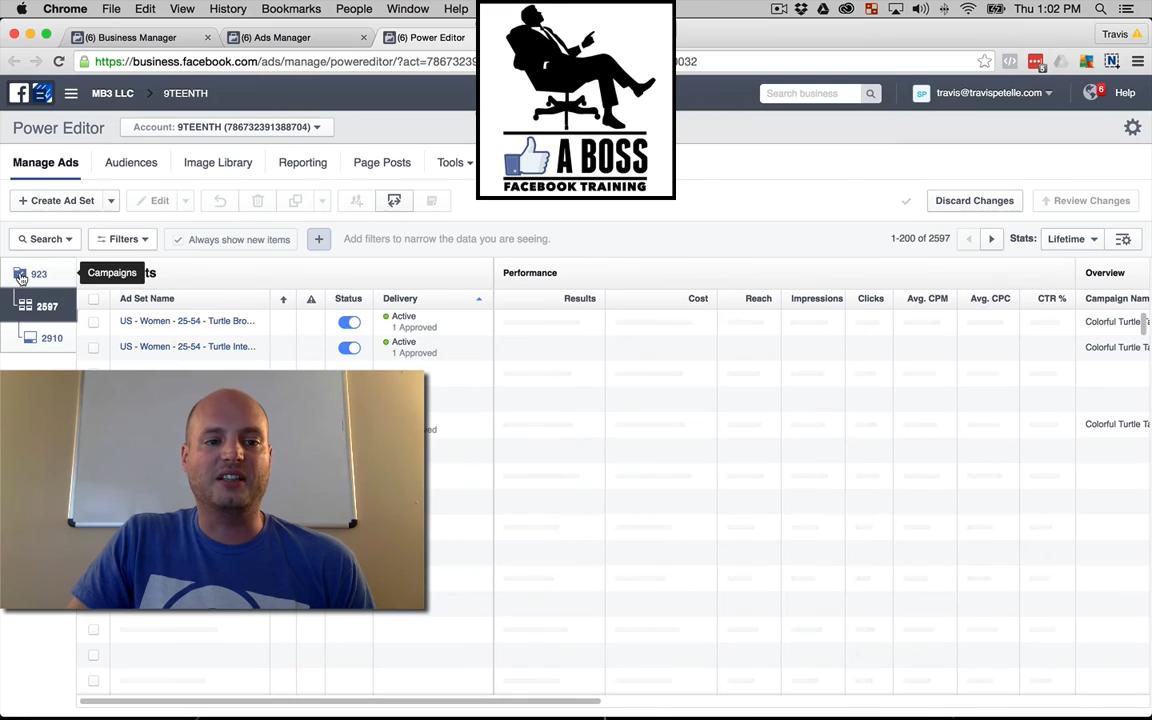 Chrome File Edit View History Bookmarks People Window Help
Thu 1:02 PM
(6) Business Manager
(6) Ads Manager
(6) Power Editor
Travis
https://business.facebook.com/ads/manage/powereditor/?act=78673239
0032
5
MB3 LLC > 9TEENTH
Search business
SP travis@travispetelle.com
6
Help
Power Editor
Account: 9TEENTH (786732391388704)
Manage Ads
Audiences
Image Library
Reporting
Page Posts
Tools
A BOSS
FACEBOOK TRAINING
+ Create Ad Set
Edit
Discard Changes
Review Changes
Search
Filters
Always show new items
+
Add filters to narrow the data you are seeing.
1-200 of 2597
Stats:
Lifetime
923
Campaigns
ts
Performance
Overview
2597
Ad Set Name
Status
Delivery
Results
Cost
Reach
Impressions
Clicks
Avg. CPM
Avg. CPC
CTR %
Campaign Nam
US - Women - 25-54 - Turtle Bro...
Active
1 Approved
Colorful Turtle T
2910
US - Women - 25-54 - Turtle Inte...
Active
1 Approved
Colorful Turtle Ta
ed
Colorful Turtle Ta